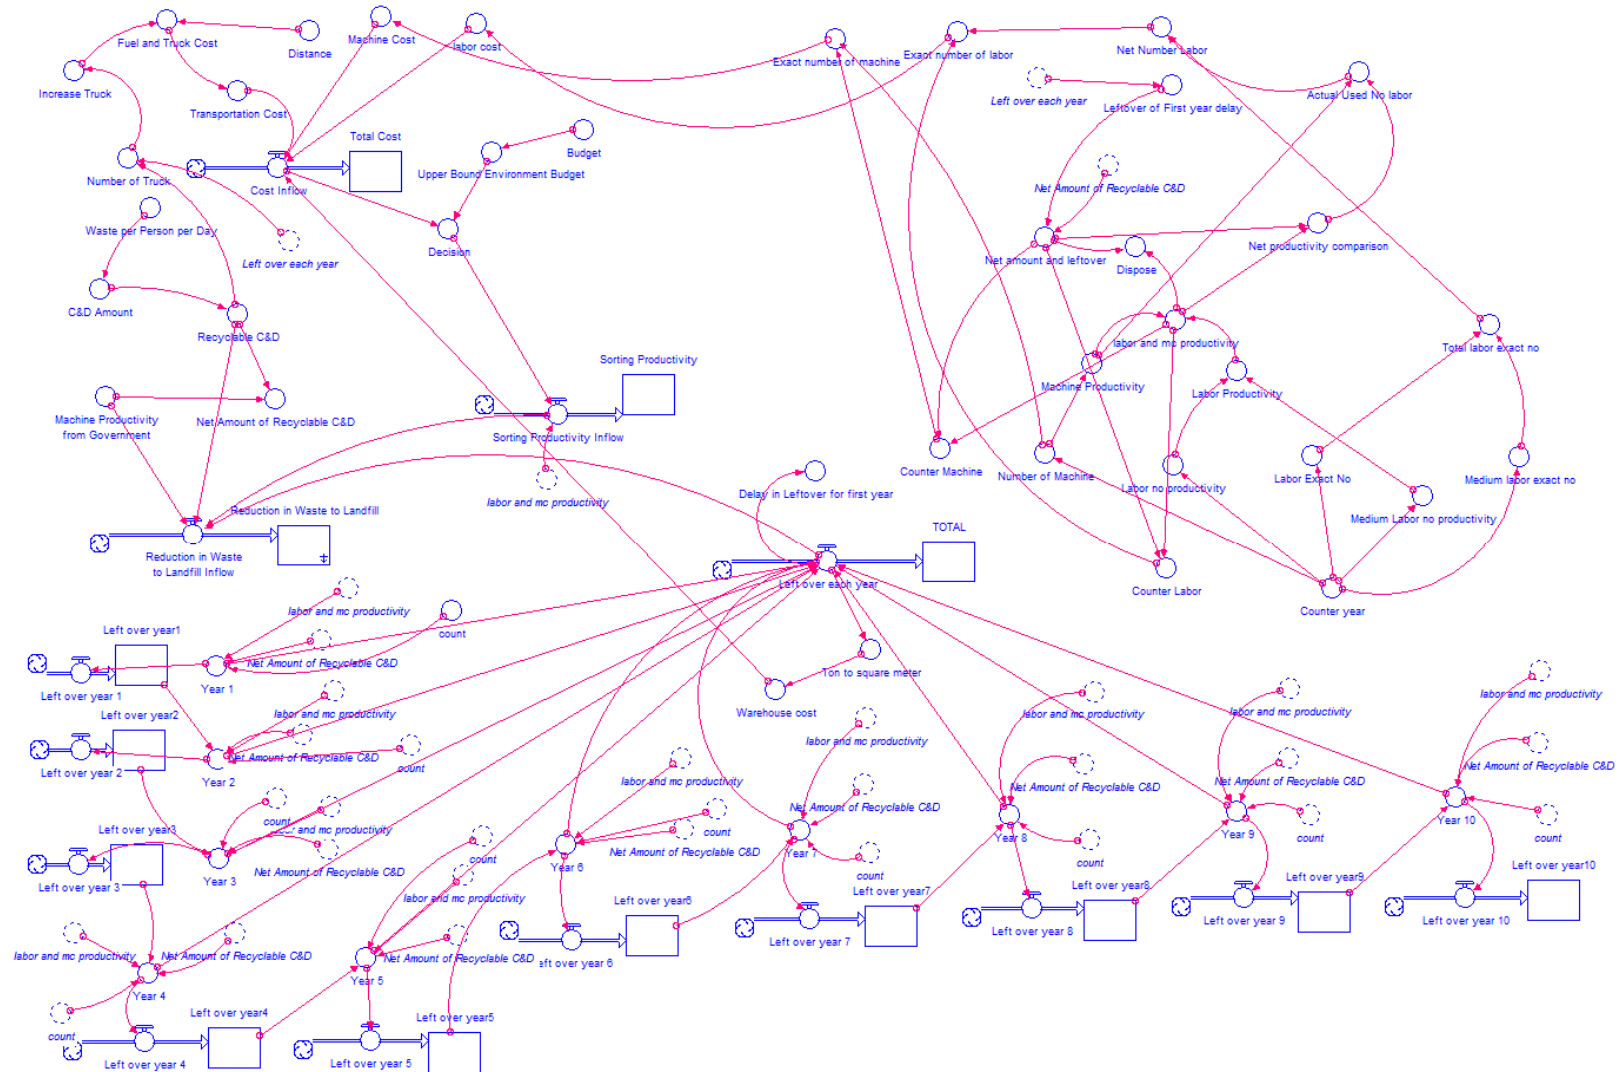 Fuel and Truck Cost
Distance
Machine Cost
labor cost
Exact number of machine
Exact number of labor
Net Number Labor
Increase Truck
Transportation Cost
Left over each year
Leftover of First year delay
Actual Used No labor
Total Cost
Budget
Number of Truck
Cost Inflow
Upper Bound Environment Budget
Net Amount of Recyclable C&D
Waste per Person per Day
Left over each year
Decision
Net amount and leftover
Dispose
Net productivity comparison
C&D Amount
Recyclable C&D
labor and mc productivity
Total labor exact no
Sorting Productivity
Machine Productivity
Labor Productivity
Machine Productivity
from Government
Net Amount of Recyclable C&D
Sorting Productivity Inflow
Counter Machine
Number of Machine
Labor no productivity
Labor Exact No
Medium labor exact no
labor and mc productivity
Delay in Leftover for first year
Medium Labor no productivity
Reduction in Waste to Landfill
TOTAL
Reduction in Waste
to Landfill Inflow
Left over each year
Counter Labor
Counter year
labor and mc productivity
count
Left over year1
Net Amount of Recyclable C&D
Left over year 1
Year 1
Ton to square meter
Warehouse cost
Left over year2
labor and mc productivity
Net Amount of Recyclable C&D
count
Left over year 2
Year 2
labor and mc productivity
labor and mc productivity
labor and mc productivity
labor and mc productivity
labor and mc productivity
Net Amount of Recyclable C&D
Net Amount of Recyclable C&D
Net Amount of Recyclable C&D
Net Amount of Recyclable C&D
count
count
count
Year 8
Year 9
Year 10
Left over year3
count
labor and mc productivity
Net Amount of Recyclable C&D
Left over year 3
Year 3
count
Net Amount of Recyclable C&D
Year 6
Year 7
count
count
labor and mc productivity
Left over year6
Left over year7
Left over year8
Left over year9
Left over year10
Left over year 7
Left over year 8
Left over year 9
Left over year 10
labor and mc productivity
Net Amount of Recyclable C&D
Net Amount of Recyclable C&D
eft over year 6
Year 4
Year 5
count
Left over year4
Left over year5
Left over year 4
Left over year 5